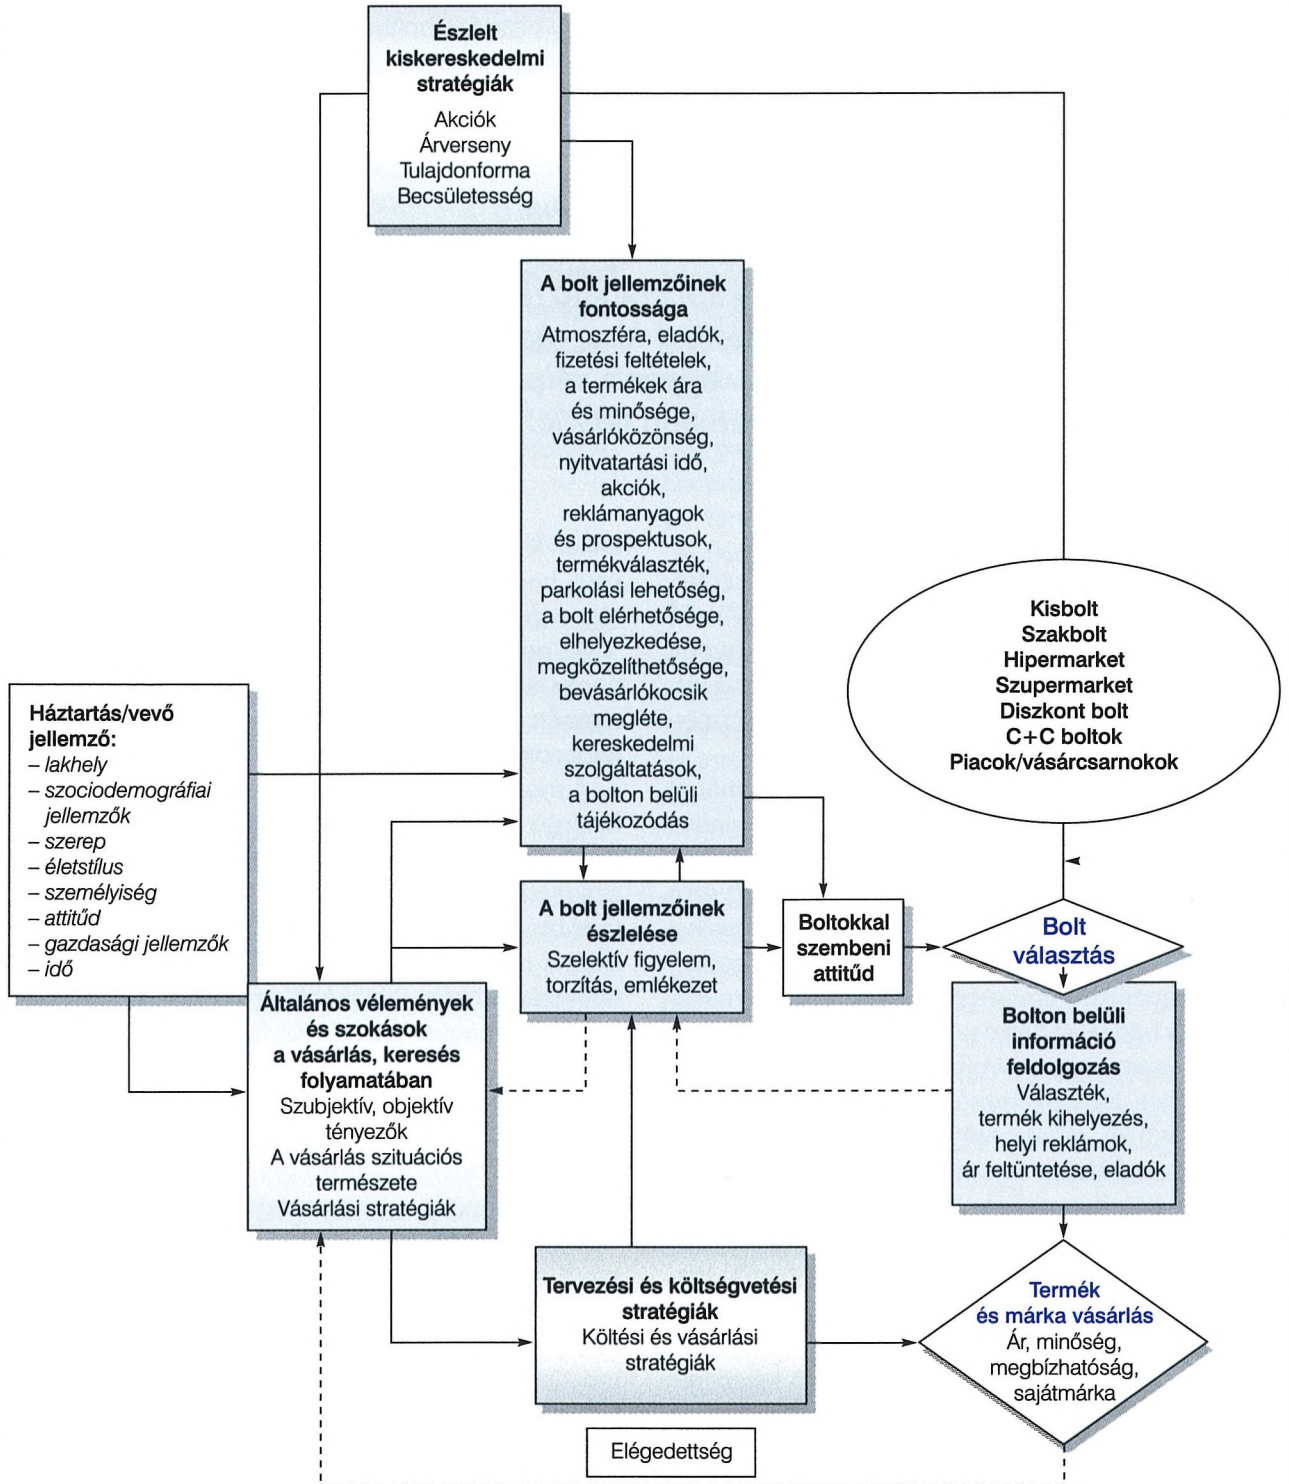 Észlelt
kiskereskedelmi
stratégiák
Akciók
Árverseny
Tulajdonforma
Becsületesség
A bolt jellemzőinek
fontossága
Atmoszféra, eladók,
fizetési feltételek,
a termékek ára
és minősége,
vásárlóközönség,
nyitvatartási idő,
akciók,
reklámanyagok
és prospektusok,
termékválaszték,
parkolási lehetőség,
a bolt elérhetősége,
elhelyezkedése,
megközelíthetősége,
bevásárlókocsik
megléte,
kereskedelmi
szolgáltatások,
a bolton belüli
tájékozódás
Kisbolt
Szakbolt
Hipermarket
Szupermarket
Diszkont bolt
C+C boltok
Piacok/vásárcsarnokok
Háztartás/vevő
jellemző:
– lakhely
– szociodemográfiai
jellemzők
– szerep
– életstílus
– személyiség
– attitűd
– gazdasági jellemzők
– idő
A bolt jellemzőinek
észlelése
Szelektív figyelem,
torzítás, emlékezet
Boltokkal
szembeni
attitűd
Bolt
választás
Általános vélemények
és szokások
a vásárlás, keresés
folyamatában
Szubjektív, objektív
tényezők
A vásárlás szituációs
természete
Vásárlási stratégiák
Bolton belüli
információ
feldolgozás
Választék,
termék kihelyezés,
helyi reklámok,
ár feltüntetése, eladók
Tervezési és költségvetési
stratégiák
Költési és vásárlási
stratégiák
Termék
és márka vásárlás
Ár, minőség,
megbízhatóság,
sajátmárka
Elégedettség